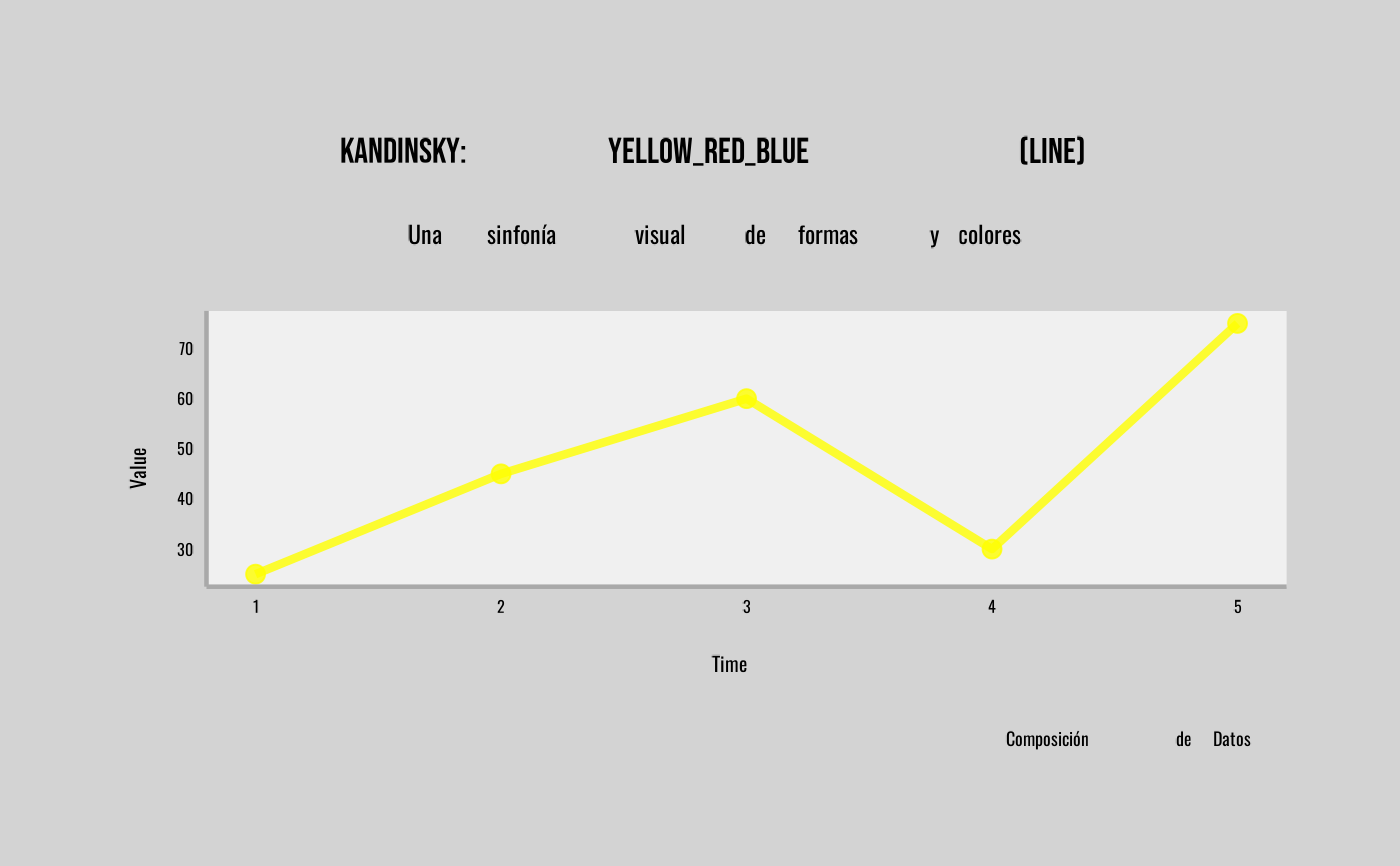 KANDINSKY: YELLOW_RED_BLUE (LINE)
Una sinfonía visual de formas y colores
70
60
50
40
30
Value
1 2 3 4 5
Time
Composición de Datos